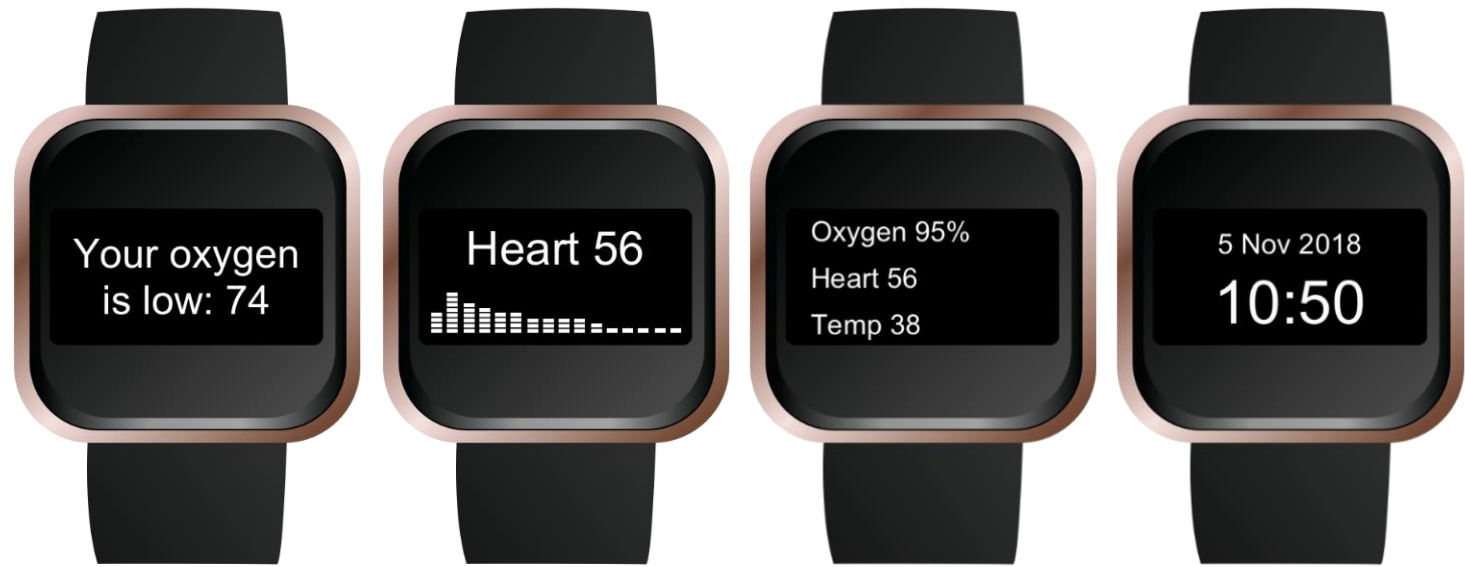 Your oxygen
is low: 74
Heart 56
Oxygen 95%
Heart 56
Temp 38
5 Nov 2018
10:50